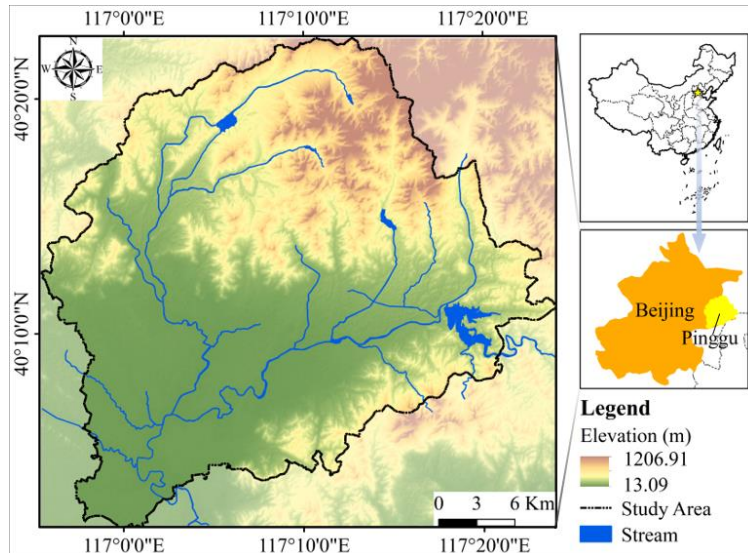 117°0'0"E 117°10'0"E 117°20'0"E
N
W E
S
40°20'0"N
40°10'0"N
0 3 6 Km
117°0'0"E 117°10'0"E 117°20'0"E
Beijing
Pinggu
Legend
Elevation (m)
1206.91
13.09
Study Area
Stream